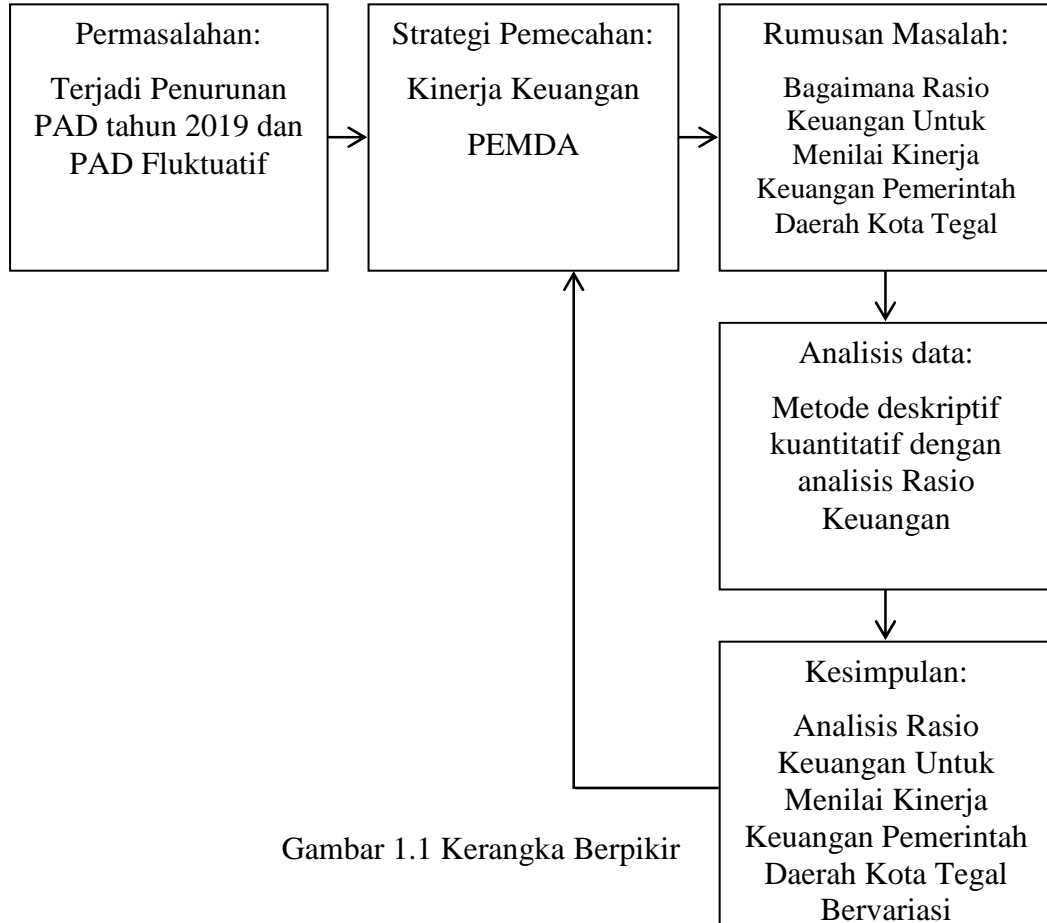 Permasalahan:
Terjadi Penurunan
PAD tahun 2019 dan
PAD Fluktuatif
Strategi Pemecahan:
Kinerja Keuangan
PEMDA
Rumusan Masalah:
Bagaimana Rasio
Keuangan Untuk
Menilai Kinerja
Keuangan Pemerintah
Daerah Kota Tegal
Analisis data:
Metode deskriptif
kuantitatif dengan
analisis Rasio
Keuangan
Kesimpulan:
Analisis Rasio
Keuangan Untuk
Menilai Kinerja
Keuangan Pemerintah
Daerah Kota Tegal
Bervariasi
Gambar 1.1 Kerangka Berpikir